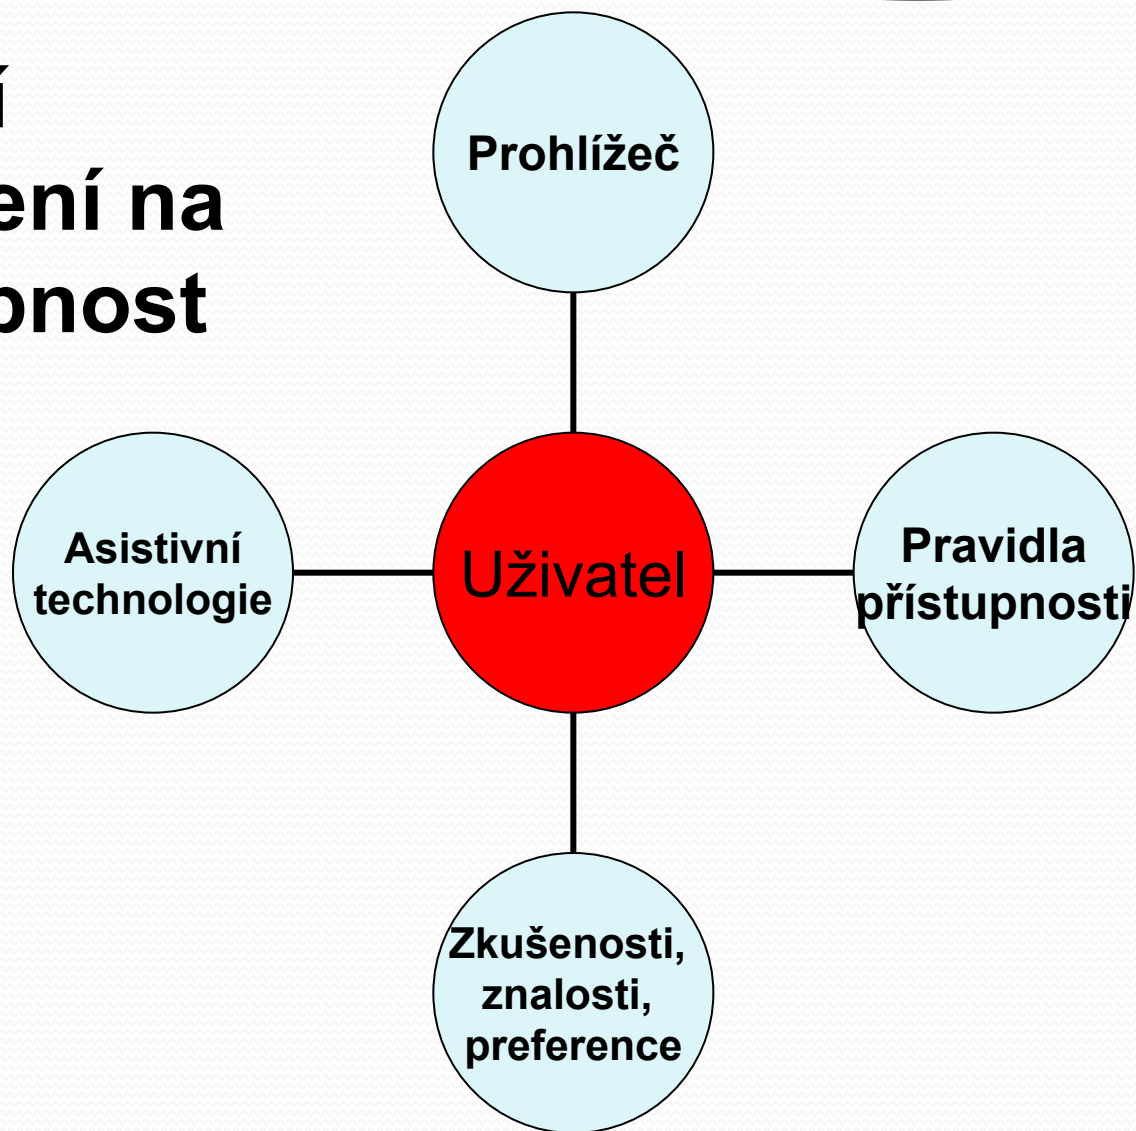 í
ení na
pnost
Prohlížeč
Asistivní
technologie
Uživatel
Pravidla
přístupnosti
Zkušenosti,
znalosti,
preference